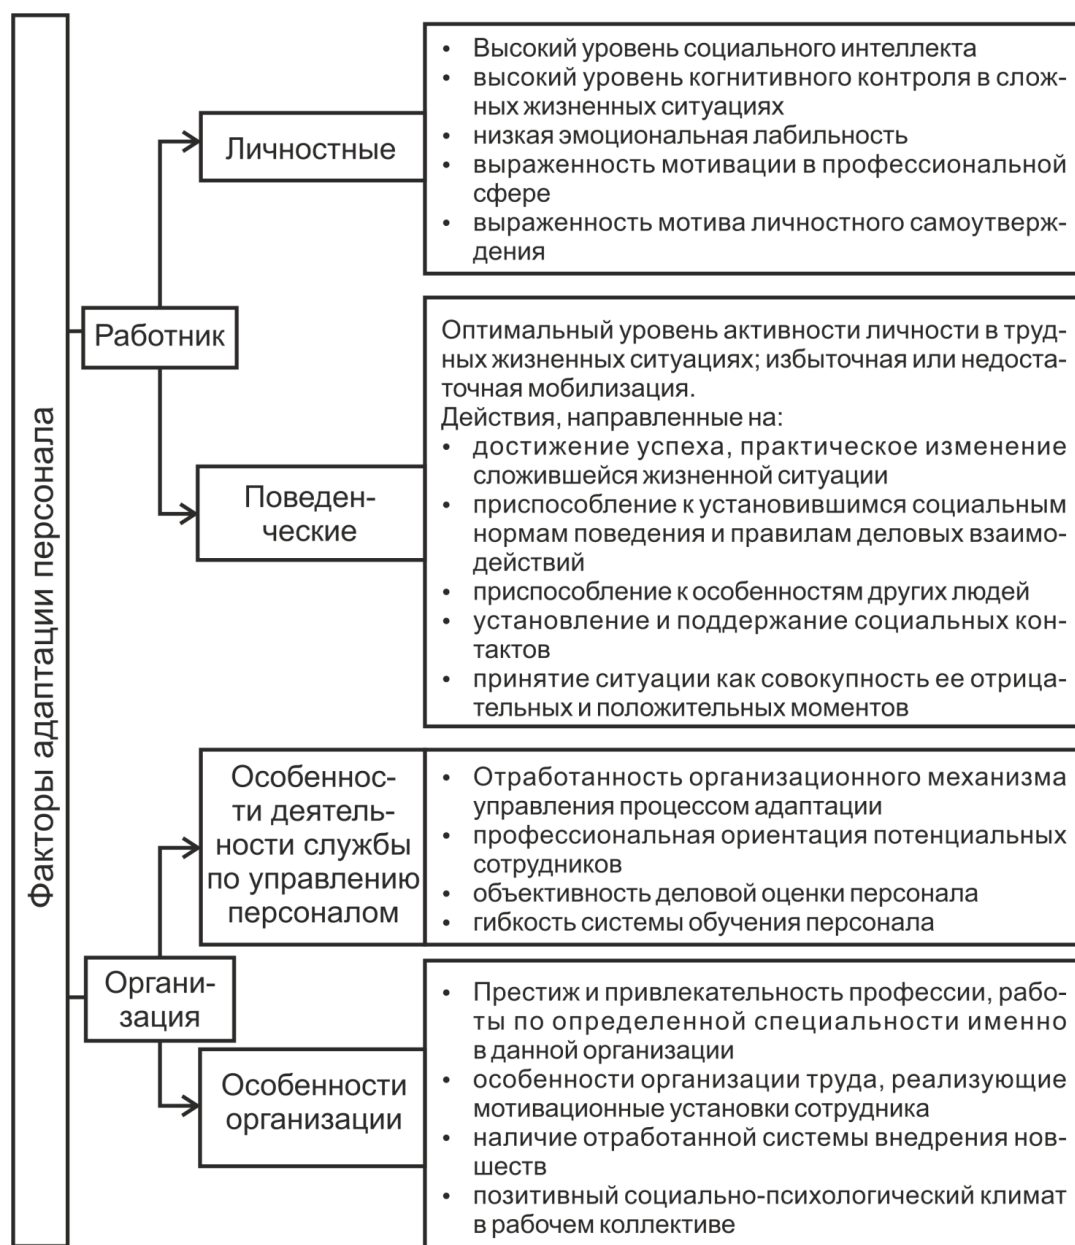 Факторы адаптации персонала
Работник
Личностные
• Высокий уровень социального интеллекта
• высокий уровень когнитивного контроля в слож-
ных жизненных ситуациях
• низкая эмоциональная лабильность
• выраженность мотивации в профессиональной
сфере
• выраженность мотива личностного самоутверж-
дения
Поведен-
ческие
Оптимальный уровень активности личности в труд-
ных жизненных ситуациях; избыточная или недоста-
точная мобилизация.
Действия, направленные на:
• достижение успеха, практическое изменение
сложившейся жизненной ситуации
• приспособление к установившимся социальным
нормам поведения и правилам деловых взаимо-
действий
• приспособление к особенностям других людей
• установление и поддержание социальных кон-
тактов
• принятие ситуации как совокупность ее отрица-
тельных и положительных моментов
Органи-
зация
Особеннос-
ти деятель-
ности службы
по управлению
персоналом
• Отработанность организационного механизма
управления процессом адаптации
• профессиональная ориентация потенциальных
сотрудников
• объективность деловой оценки персонала
• гибкость системы обучения персонала
Особенности
организации
• Престиж и привлекательность профессии, рабо-
ты по определенной специальности именно
в данной организации
• особенности организации труда, реализующие
мотивационные установки сотрудника
• наличие отработанной системы внедрения нов-
шеств
• позитивный социально-психологический климат
в рабочем коллективе